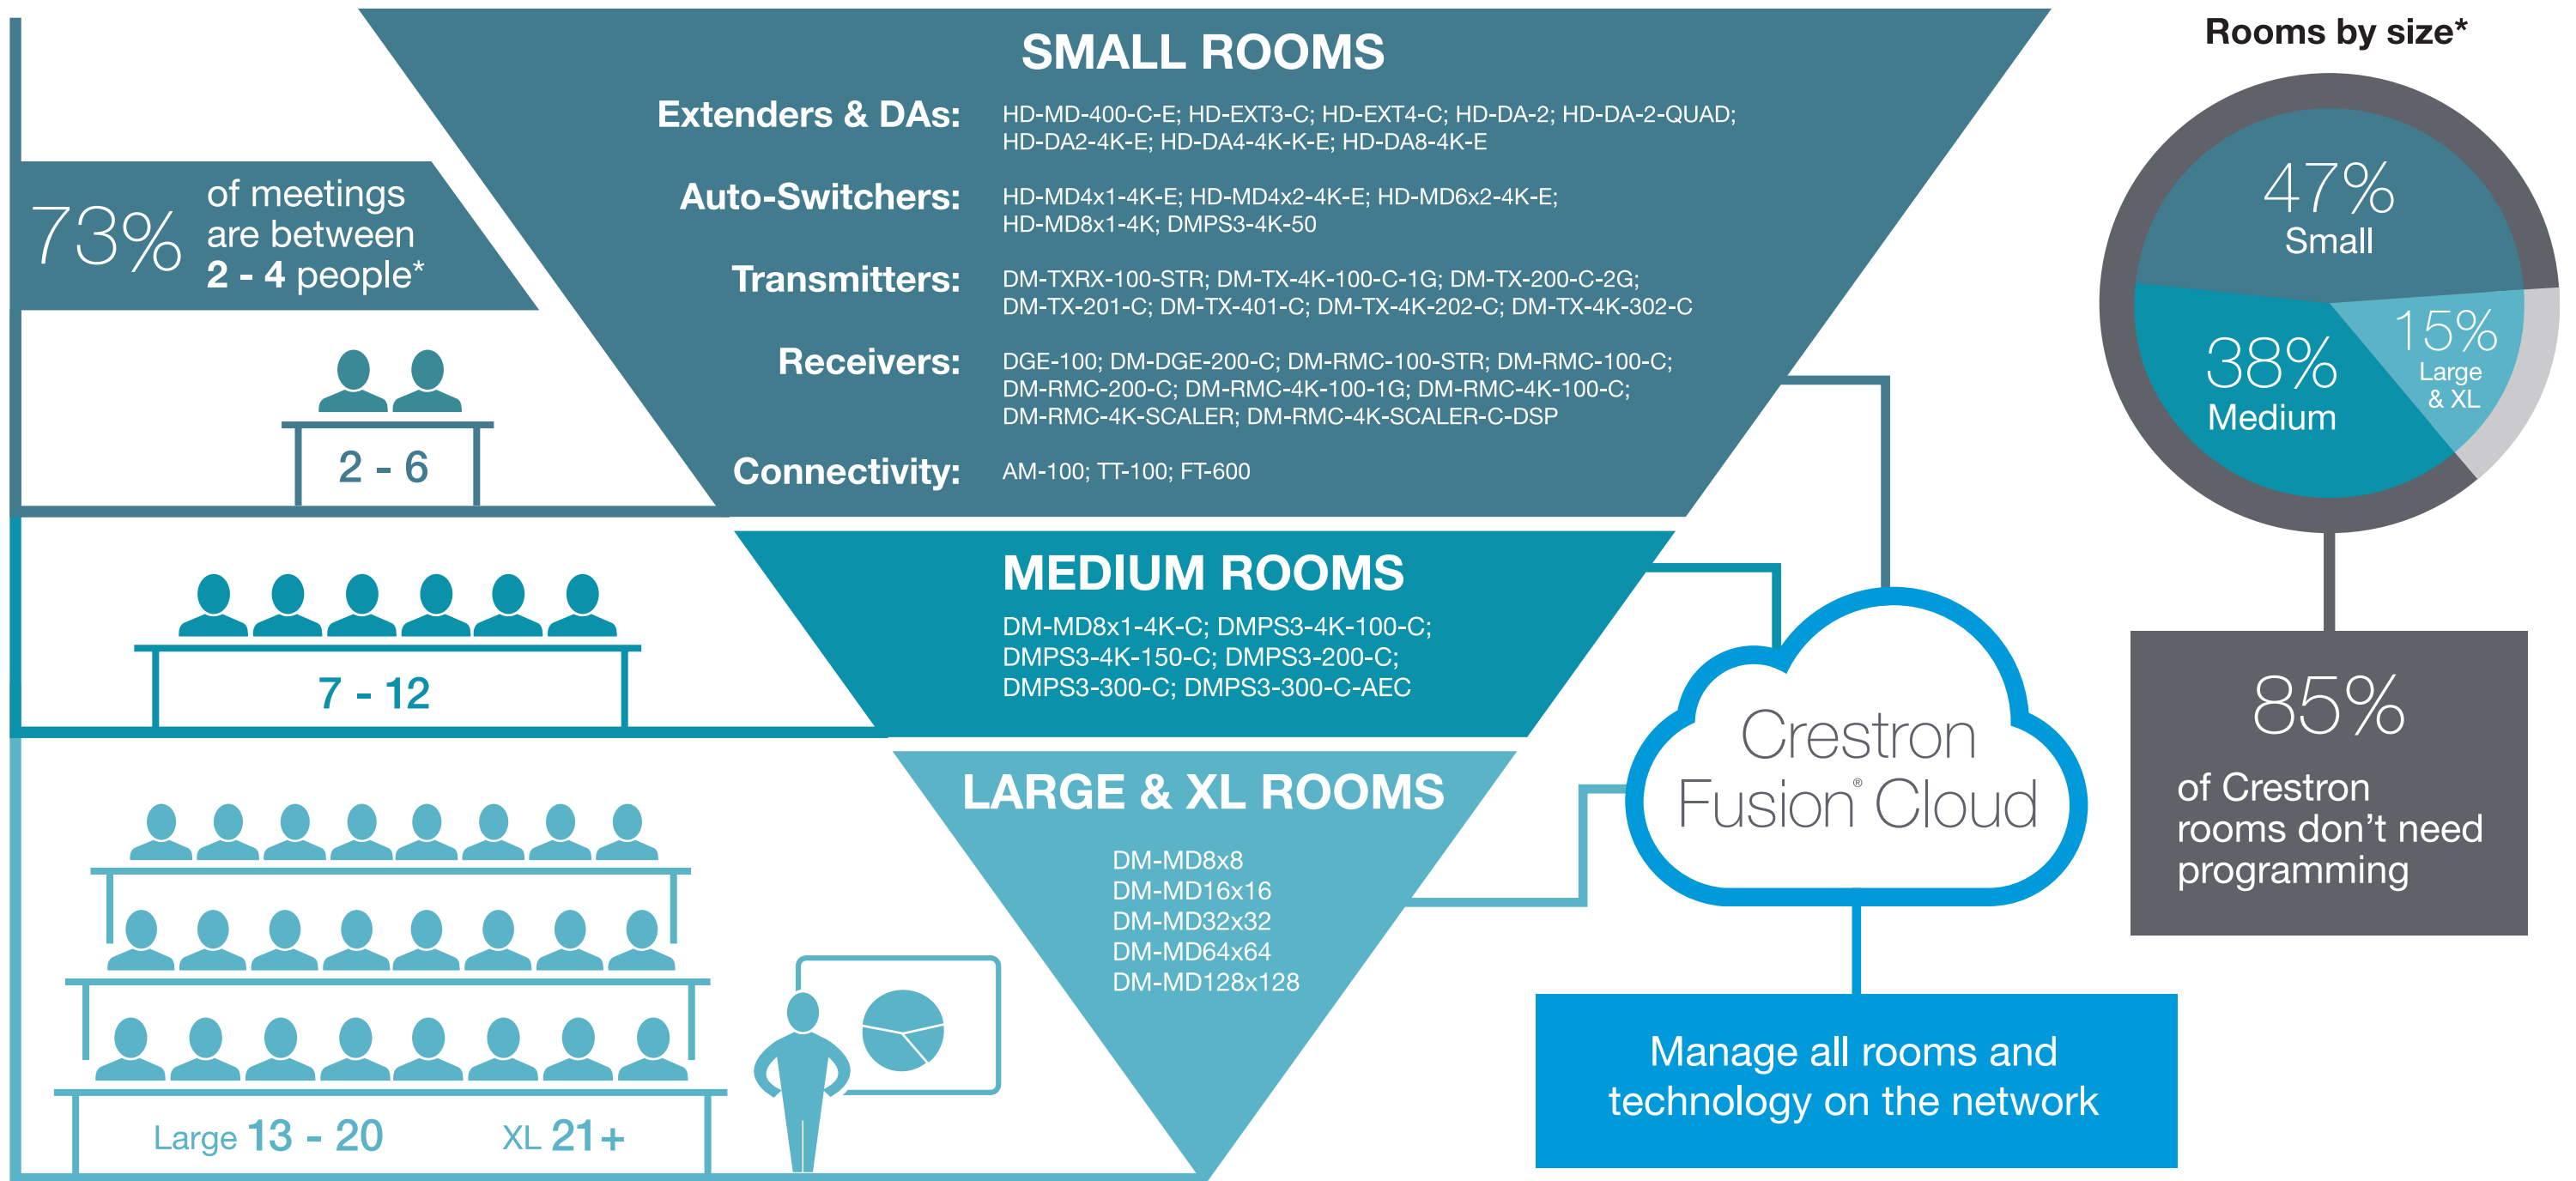 73%
of meetings
are between
2 - 4 people*
2 - 6
7 - 12
Large 13 - 20
XL 21+
SMALL ROOMS
Extenders & DAs:
HD-MD-400-C-E; HD-EXT3-C; HD-EXT4-C; HD-DA-2; HD-DA-2-QUAD;
HD-DA2-4K-E; HD-DA4-4K-K-E; HD-DA8-4K-E
Auto-Switchers:
HD-MD4x1-4K-E; HD-MD4x2-4K-E; HD-MD6x2-4K-E;
HD-MD8x1-4K; DMPS3-4K-50
Transmitters:
DM-TXRX-100-STR; DM-TX-4K-100-C-1G; DM-TX-200-C-2G;
DM-TX-201-C; DM-TX-401-C; DM-TX-4K-202-C; DM-TX-4K-302-C
Receivers:
DGE-100; DM-DGE-200-C; DM-RMC-100-STR; DM-RMC-100-C;
DM-RMC-200-C; DM-RMC-4K-100-1G; DM-RMC-4K-100-C;
DM-RMC-4K-SCALER; DM-RMC-4K-SCALER-C-DSP
Connectivity:
AM-100; TT-100; FT-600
MEDIUM ROOMS
DM-MD8x1-4K-C; DMPS3-4K-100-C;
DMPS3-4K-150-C; DMPS3-200-C;
DMPS3-300-C; DMPS3-300-C-AEC
LARGE & XL ROOMS
DM-MD8x8
DM-MD16x16
DM-MD32x32
DM-MD64x64
DM-MD128x128
Crestron
Fusion® Cloud
Manage all rooms and
technology on the network
Rooms by size*
47%
Small
38%
Medium
15%
Large
& XL
85%
of Crestron
rooms don't need
programming